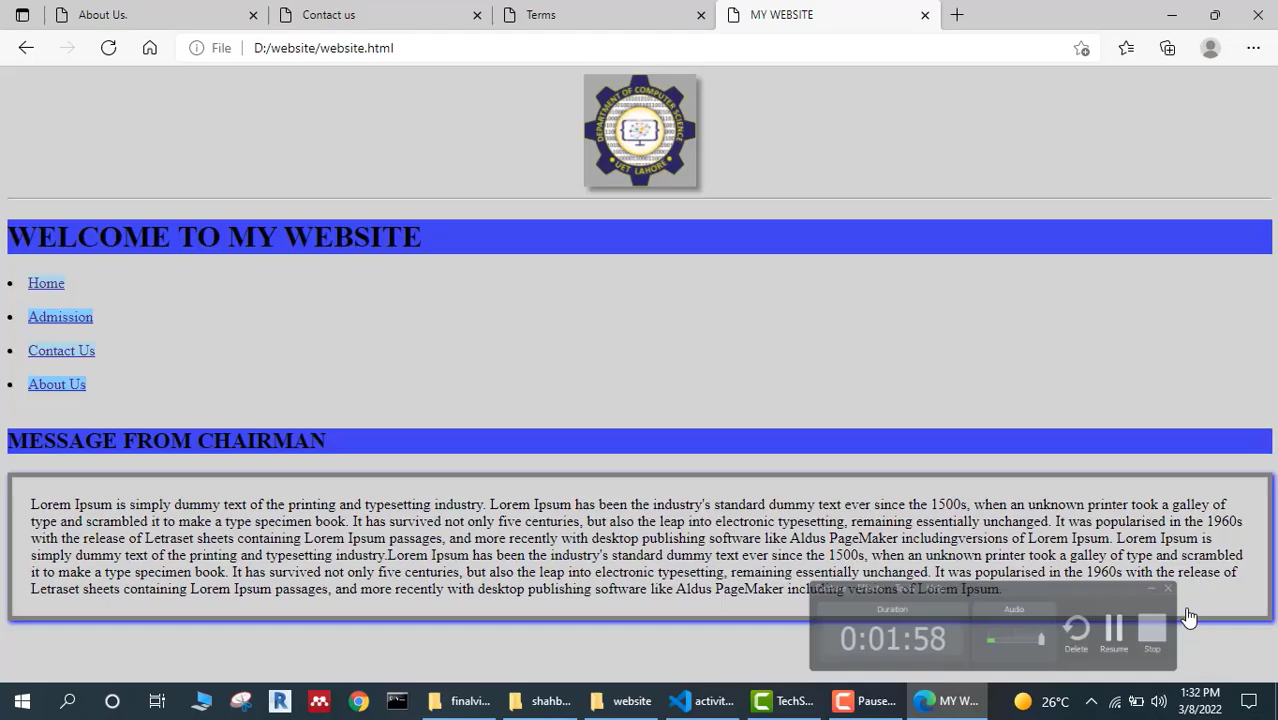 About Us.
Contact us
Terms
MY WEBSITE
File
D:/website/website.html
DEPARTMENT OF COMPUTER SCIENCE
UET LAHORE
WELCOME TO MY WEBSITE
Home
Admission
Contact Us
About Us
MESSAGE FROM CHAIRMAN
Lorem Ipsum is simply dummy text of the printing and typesetting industry. Lorem Ipsum has been the industry's standard dummy text ever since the 1500s, when an unknown printer took a galley of
type and scrambled it to make a type specimen book. It has survived not only five centuries, but also the leap into electronic typesetting, remaining essentially unchanged. It was popularised in the 1960s
with the release of Letraset sheets containing Lorem Ipsum passages, and more recently with desktop publishing software like Aldus PageMaker includingversions of Lorem Ipsum. Lorem Ipsum is
simply dummy text of the printing and typesetting industry.Lorem Ipsum has been the industry's standard dummy text ever since the 1500s, when an unknown printer took a galley of type and scrambled
it to make a type specimen book. It has survived not only five centuries, but also the leap into electronic typesetting, remaining essentially unchanged. It was popularised in the 1960s with the release of
Letraset sheets containing Lorem Ipsum passages, and more recently with desktop publishing software like Aldus PageMaker including versions of Lorem Ipsum.
Duration
Audio
0:01:58
Delete
Resume
Stop
finalvi...
shahb...
website
activit...
TechS...
Pause...
MY W...
26°C
1:32 PM
3/8/2022